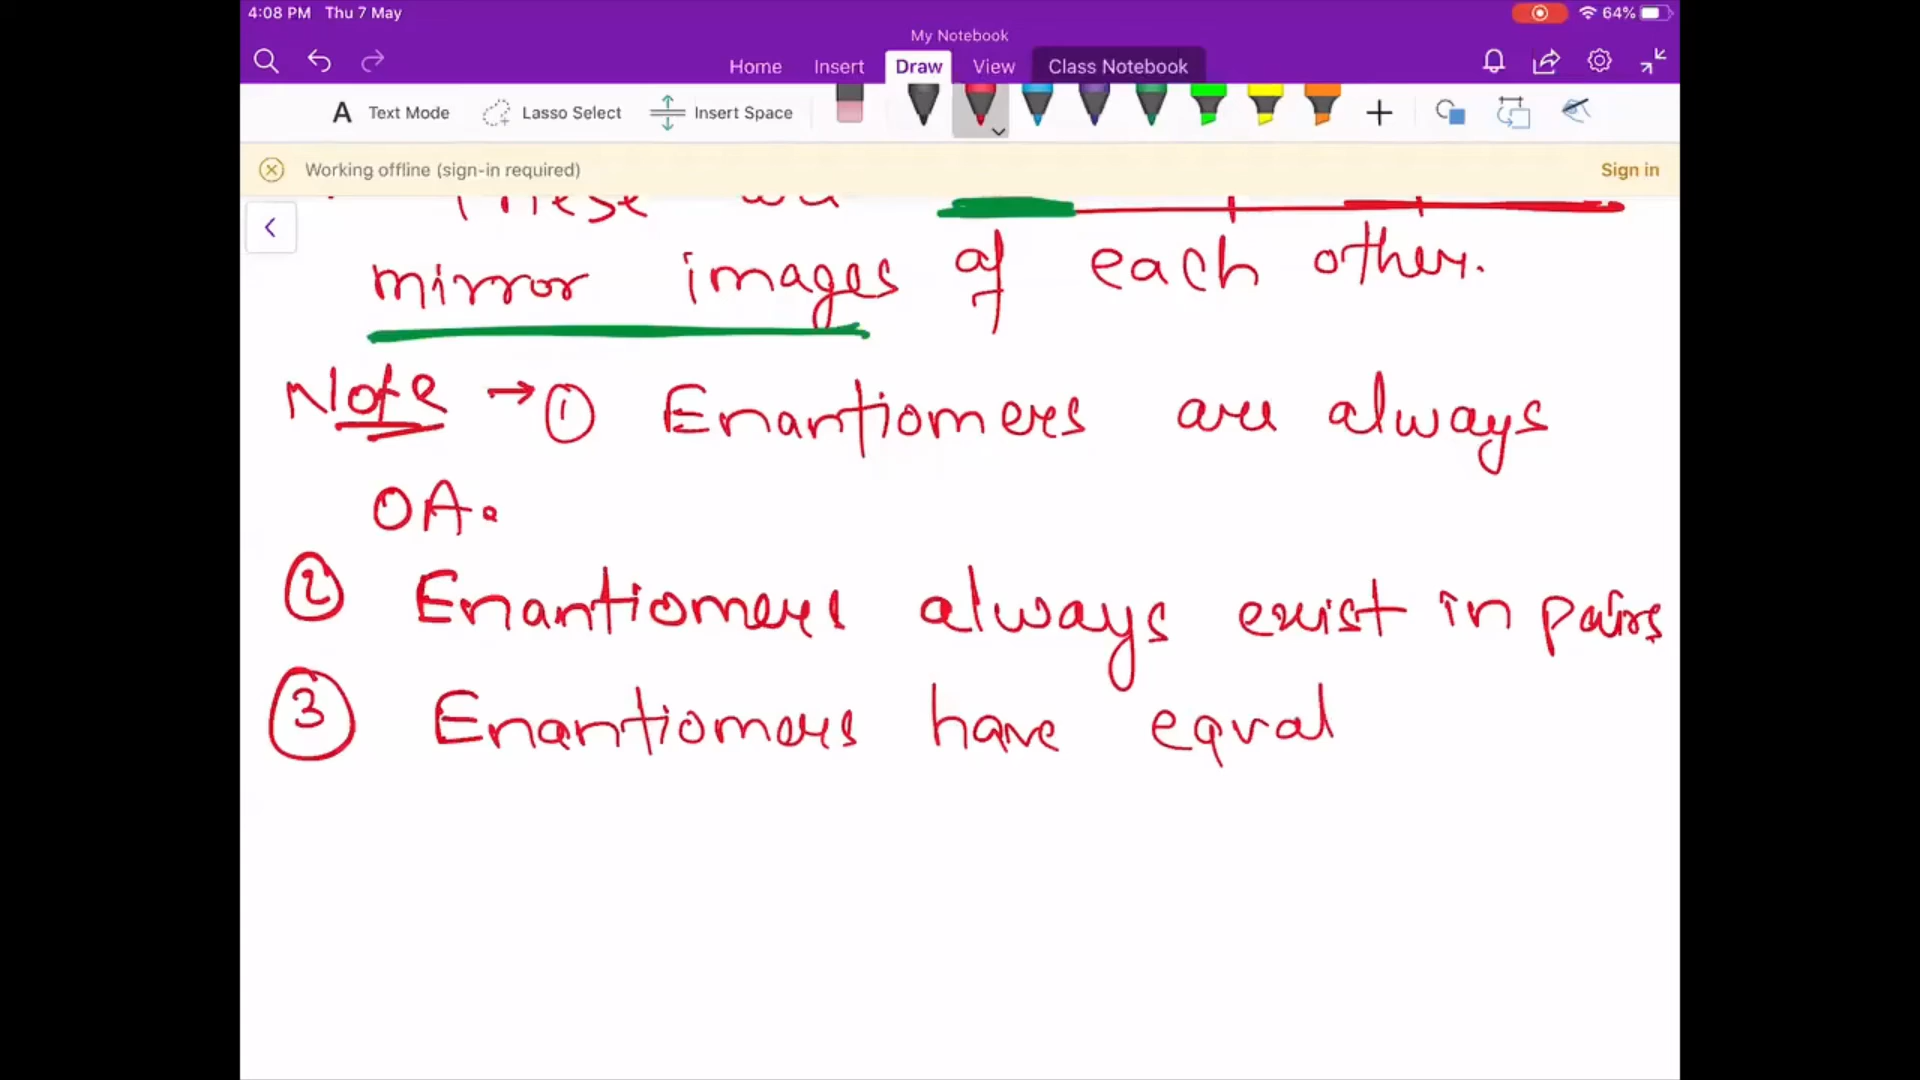 4:08 PM Thu 7 May
64%
My Notebook
Home Insert Draw View Class Notebook
A Text Mode Lasso Select Insert Space
Working offline (sign-in required) Sign in
These are
mirror images of each other.
Note → ① Enantiomers are always
OA.
② Enantiomers always exist in pairs
③ Enantiomers have equal